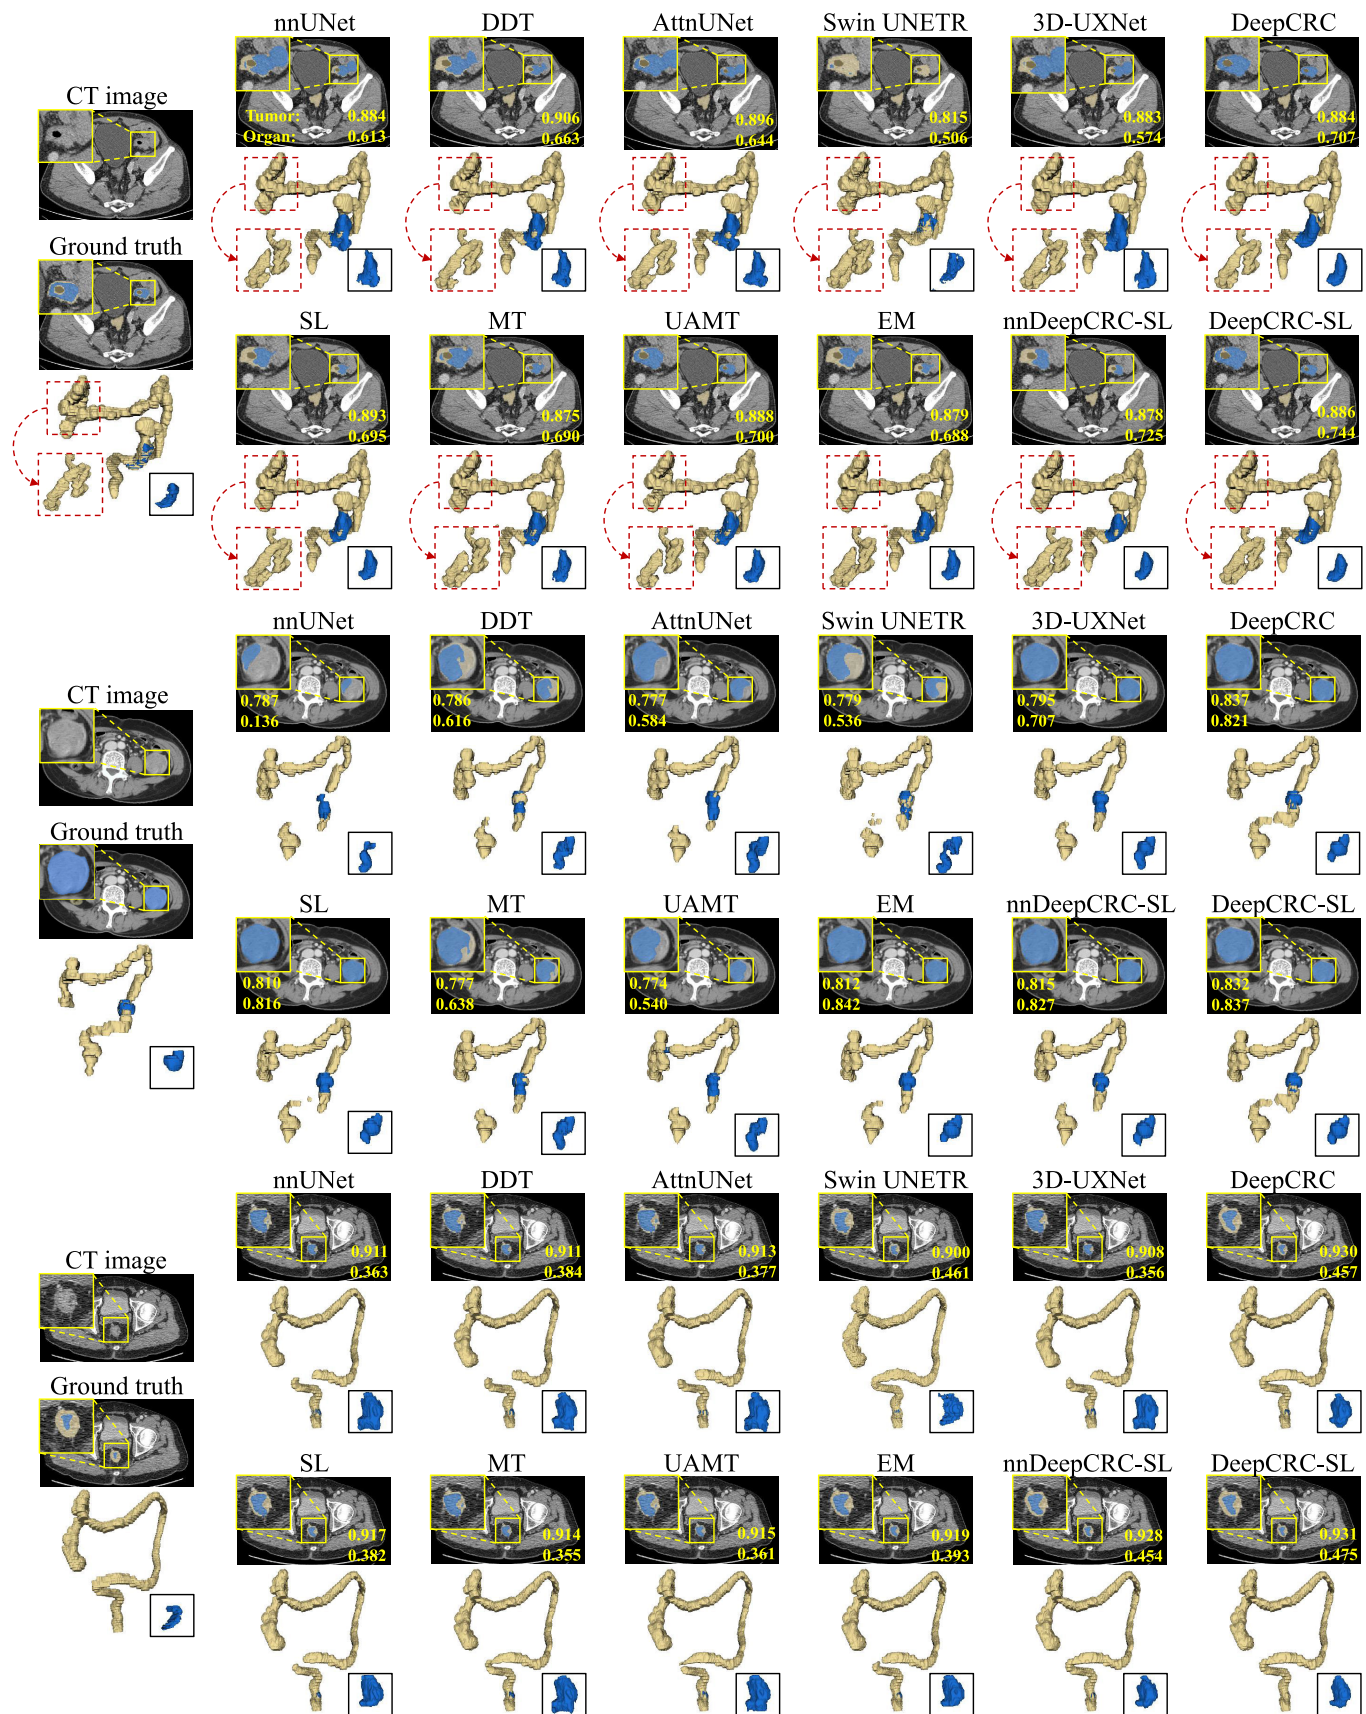 nnUNet DDT AttnUNet Swin UNETR 3D-UXNet DeepCRC
CT image
Tumor: 0.884 0.906 0.896 0.815 0.883 0.884
Organ: 0.613 0.663 0.644 0.506 0.574 0.707
Ground truth
SL MT UAMT EM nnDeepCRC-SL DeepCRC-SL
0.893 0.875 0.888 0.879 0.878 0.886
0.695 0.690 0.700 0.688 0.725 0.744
nnUNet DDT AttnUNet Swin UNETR 3D-UXNet DeepCRC
CT image
0.787 0.786 0.777 0.779 0.795 0.837
0.136 0.616 0.584 0.536 0.707 0.821
Ground truth
SL MT UAMT EM nnDeepCRC-SL DeepCRC-SL
0.810 0.777 0.774 0.812 0.815 0.832
0.816 0.638 0.540 0.842 0.827 0.837
nnUNet DDT AttnUNet Swin UNETR 3D-UXNet DeepCRC
CT image
0.911 0.911 0.913 0.900 0.908 0.930
0.363 0.384 0.377 0.461 0.356 0.457
Ground truth
SL MT UAMT EM nnDeepCRC-SL DeepCRC-SL
0.917 0.914 0.915 0.919 0.928 0.931
0.382 0.355 0.361 0.393 0.454 0.475